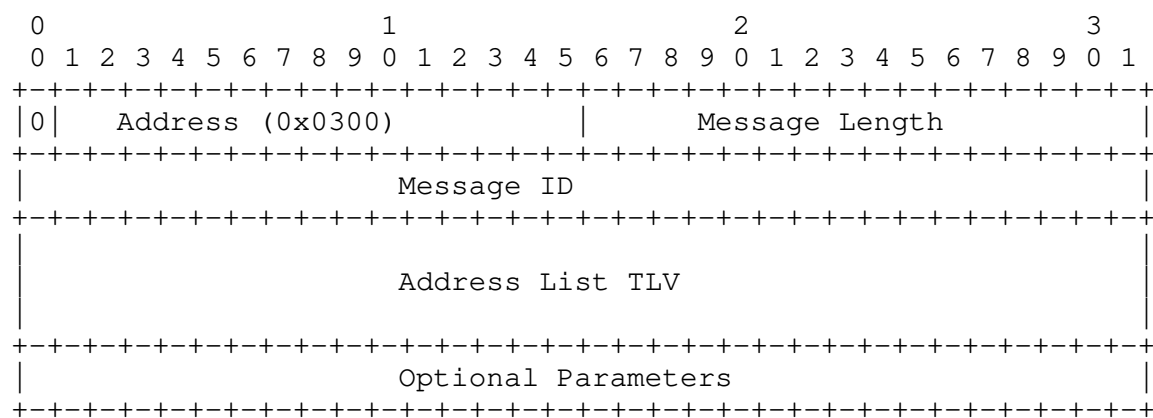 0                   1                   2                   3
 0 1 2 3 4 5 6 7 8 9 0 1 2 3 4 5 6 7 8 9 0 1 2 3 4 5 6 7 8 9 0 1
+-+-+-+-+-+-+-+-+-+-+-+-+-+-+-+-+-+-+-+-+-+-+-+-+-+-+-+-+-+-+-+-+
|0|   Address (0x0300)          |      Message Length           |
+-+-+-+-+-+-+-+-+-+-+-+-+-+-+-+-+-+-+-+-+-+-+-+-+-+-+-+-+-+-+-+-+
|                     Message ID                                |
+-+-+-+-+-+-+-+-+-+-+-+-+-+-+-+-+-+-+-+-+-+-+-+-+-+-+-+-+-+-+-+-+
|                                                               |
|                     Address List TLV                          |
|                                                               |
+-+-+-+-+-+-+-+-+-+-+-+-+-+-+-+-+-+-+-+-+-+-+-+-+-+-+-+-+-+-+-+-+
|                     Optional Parameters                       |
+-+-+-+-+-+-+-+-+-+-+-+-+-+-+-+-+-+-+-+-+-+-+-+-+-+-+-+-+-+-+-+-+